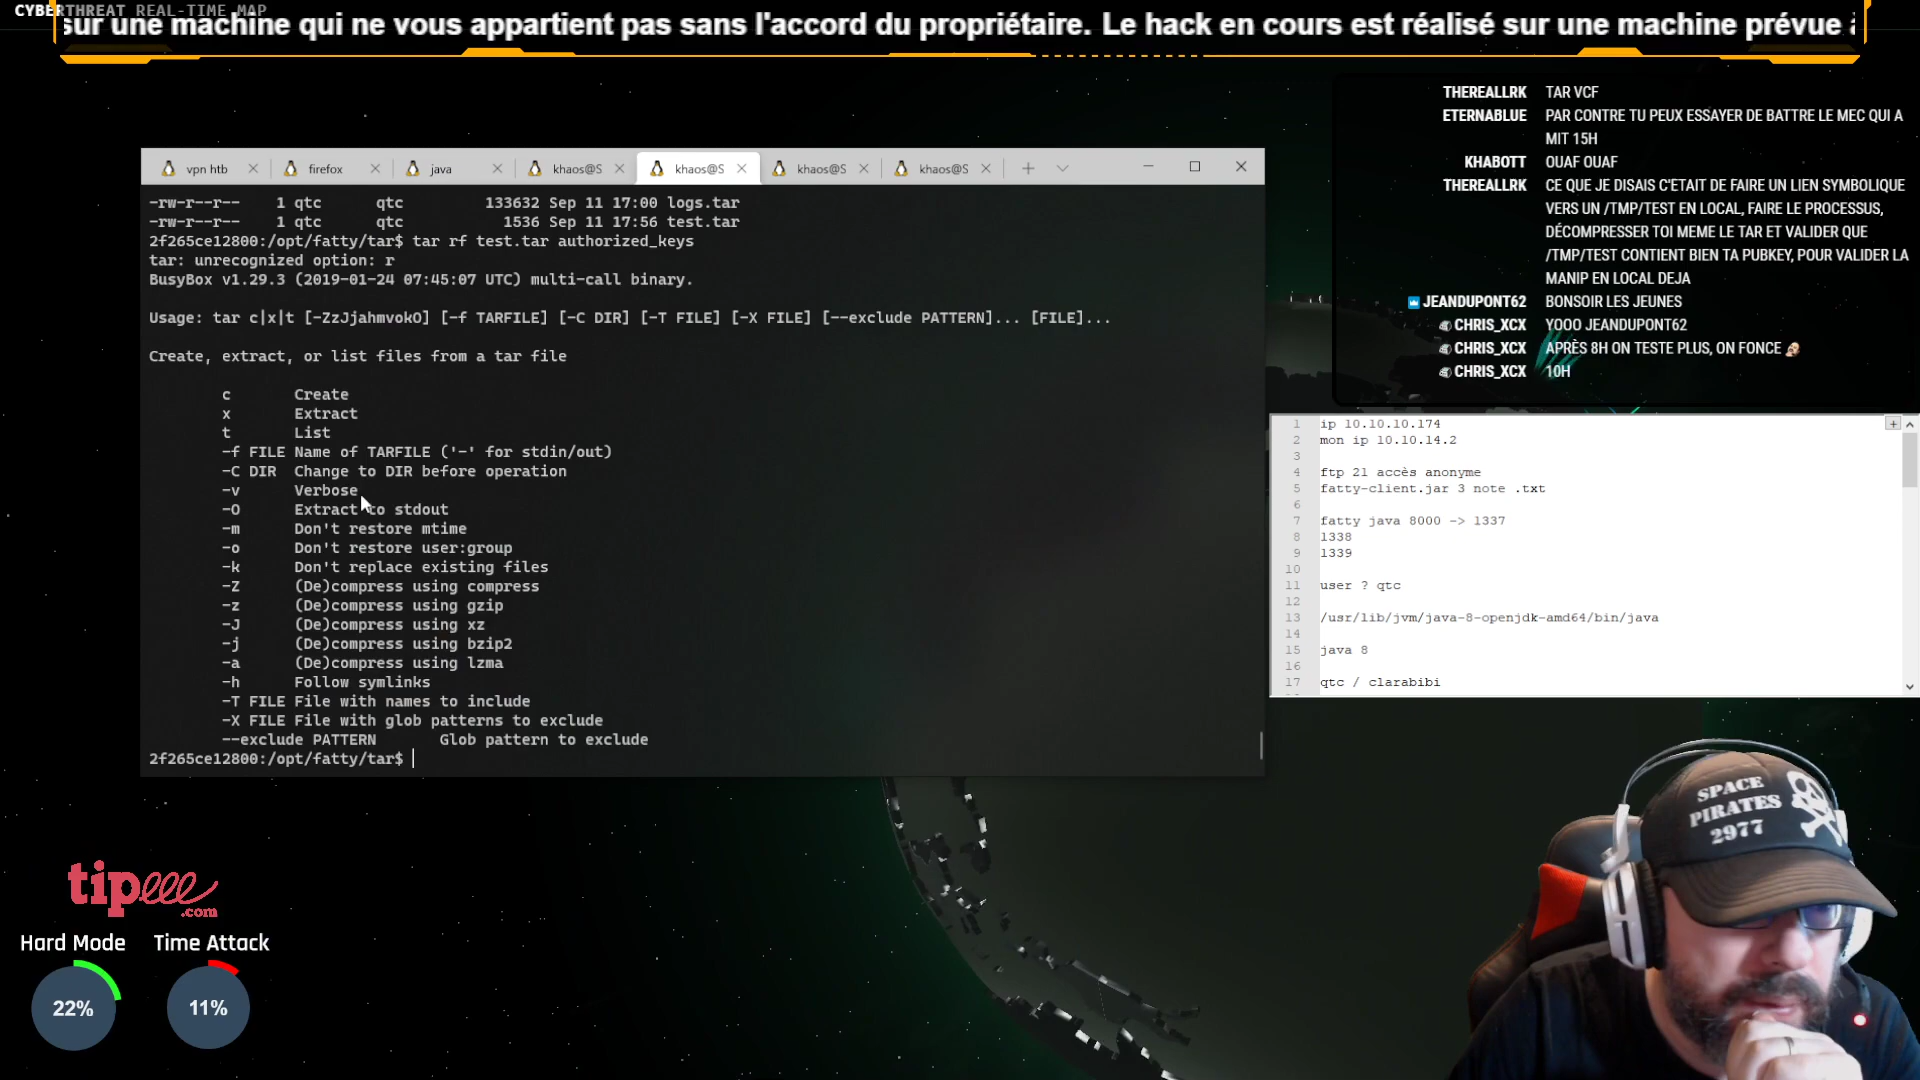 CYBERTHREAT REAL-TIME MAP
sur une machine qui ne vous appartient pas sans l'accord du propriétaire. Le hack en cours est réalisé sur une machine prévue à
THEREALLRK TAR VCF
ETERNABLUE PAR CONTRE TU PEUX ESSAYER DE BATTRE LE MEC QUI A
MIT 15H
KHABOTT OUAF OUAF
THEREALLRK CE QUE JE DISAIS C'ÉTAIT DE FAIRE UN LIEN SYMBOLIQUE
VERS UN /TMP/TEST EN LOCAL, FAIRE LE PROCESSUS,
DÉCOMPRESSER TOI MEME LE TAR ET VALIDER QUE
/TMP/TEST CONTIENT BIEN TA PUBKEY, POUR VALIDER LA
MANIP EN LOCAL DEJA
JEANDUPONT62 BONSOIR LES JEUNES
CHRIS_XCX YOOO JEANDUPONT62
CHRIS_XCX APRÈS 8H ON TESTE PLUS, ON FONCE
CHRIS_XCX 10H
vpn htb firefox java khaos@S khaos@S khaos@S khaos@S
-rw-r--r-- 1 qtc qtc 133632 Sep 11 17:00 logs.tar
-rw-r--r-- 1 qtc qtc 1536 Sep 11 17:56 test.tar
2f265ce12800:/opt/fatty/tar$ tar rf test.tar authorized_keys
tar: unrecognized option: r
BusyBox v1.29.3 (2019-01-24 07:45:07 UTC) multi-call binary.
Usage: tar c|x|t [-ZzJjahmvokO] [-f TARFILE] [-C DIR] [-T FILE] [-X FILE] [--exclude PATTERN]... [FILE]...
Create, extract, or list files from a tar file
c Create
x Extract
t List
-f FILE Name of TARFILE ('-' for stdin/out)
-C DIR Change to DIR before operation
-v Verbose
-O Extract to stdout
-m Don't restore mtime
-o Don't restore user:group
-k Don't replace existing files
-Z (De)compress using compress
-z (De)compress using gzip
-J (De)compress using xz
-j (De)compress using bzip2
-a (De)compress using lzma
-h Follow symlinks
-T FILE File with names to include
-X FILE File with glob patterns to exclude
--exclude PATTERN Glob pattern to exclude
2f265ce12800:/opt/fatty/tar$
1 ip 10.10.10.174
2 mon ip 10.10.14.2
3
4 ftp 21 accès anonyme
5 fatty-client.jar 3 note .txt
6
7 fatty java 8000 -> 1337
8 1338
9 1339
10
11 user ? qtc
12
13 /usr/lib/jvm/java-8-openjdk-amd64/bin/java
14
15 java 8
16
17 qtc / clarabibi
tipeee
.com
Hard Mode Time Attack
22% 11%
SPACE
PIRATES
2977